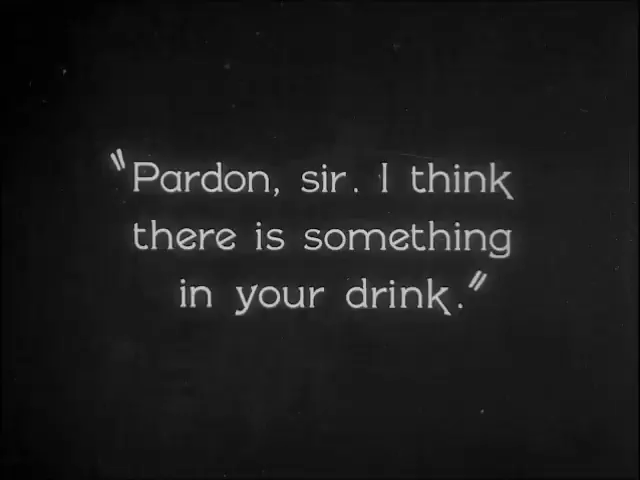 "Pardon, sir. I think
there is something
in your drink."